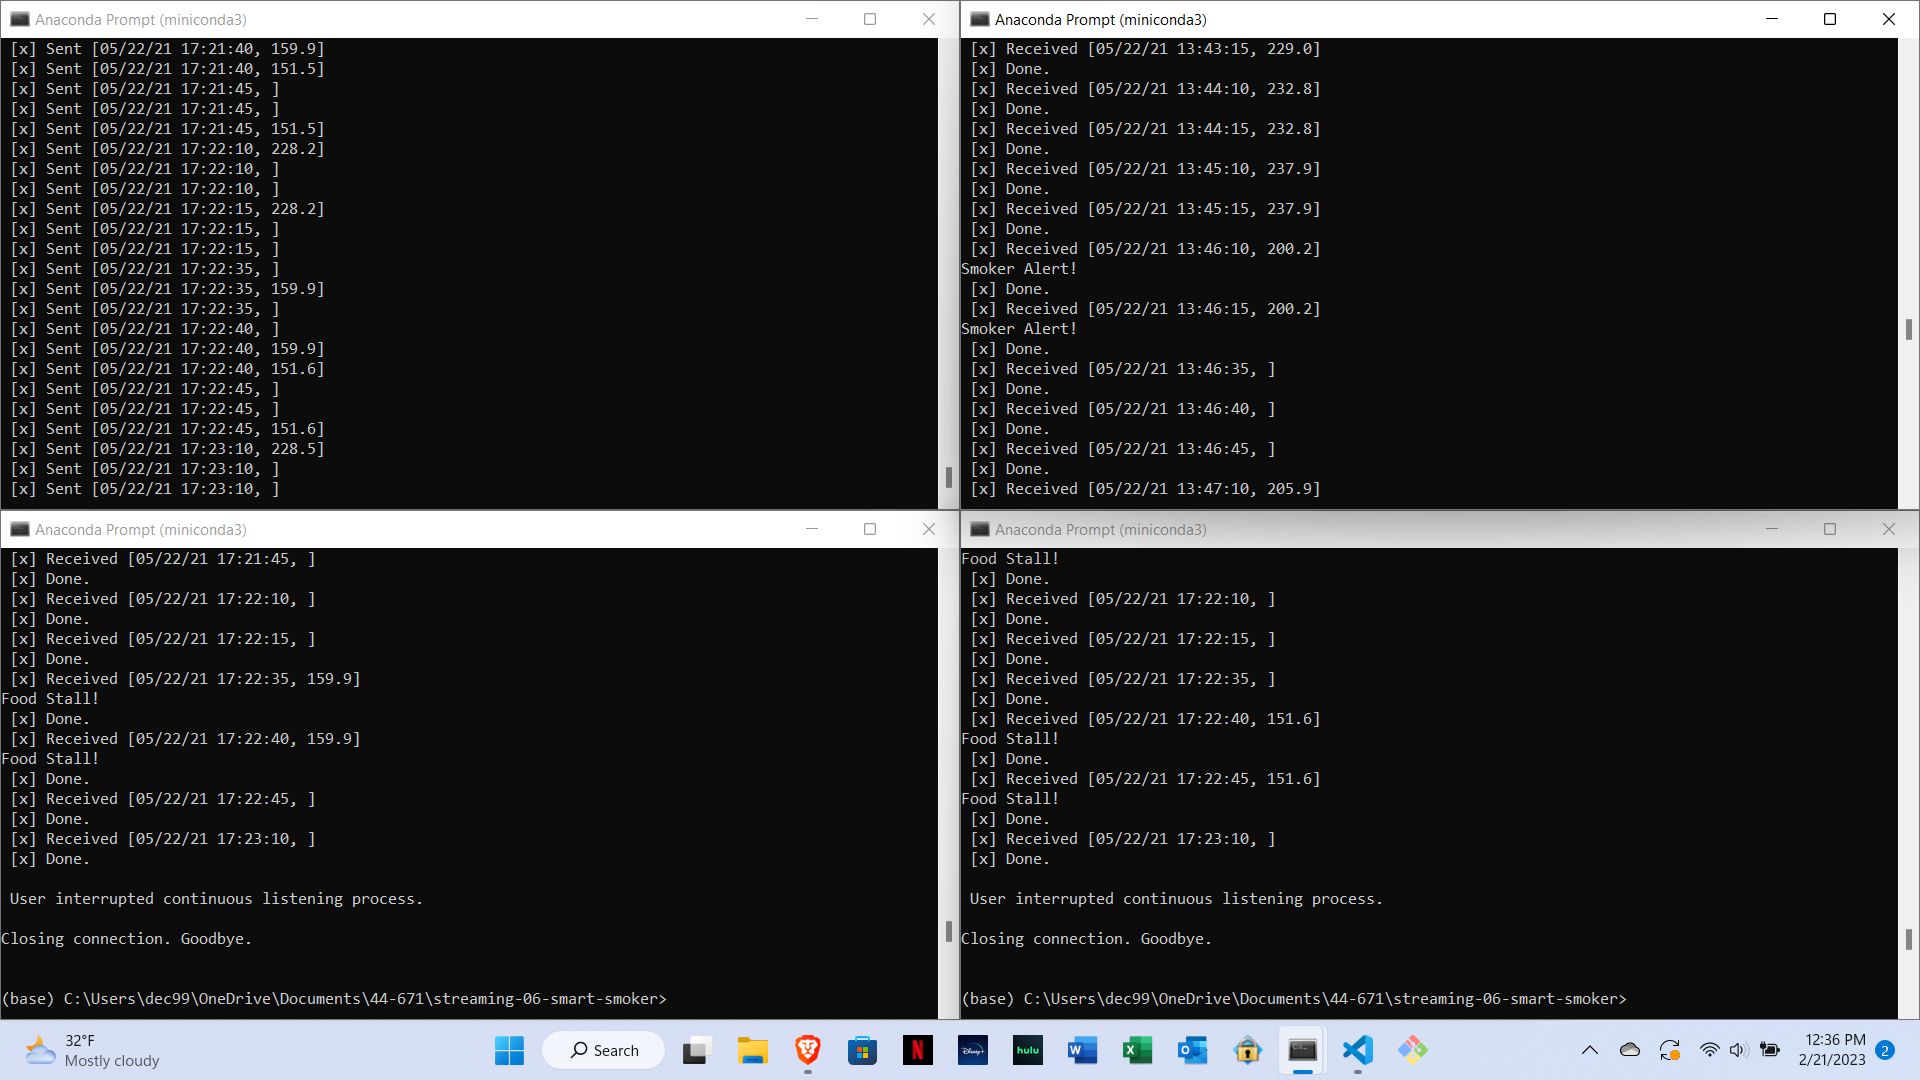 Anaconda Prompt (miniconda3)
[x] Sent [05/22/21 17:21:40, 159.9]
[x] Sent [05/22/21 17:21:40, 151.5]
[x] Sent [05/22/21 17:21:45, ]
[x] Sent [05/22/21 17:21:45, ]
[x] Sent [05/22/21 17:21:45, 151.5]
[x] Sent [05/22/21 17:22:10, 228.2]
[x] Sent [05/22/21 17:22:10, ]
[x] Sent [05/22/21 17:22:10, ]
[x] Sent [05/22/21 17:22:15, 228.2]
[x] Sent [05/22/21 17:22:15, ]
[x] Sent [05/22/21 17:22:15, ]
[x] Sent [05/22/21 17:22:35, ]
[x] Sent [05/22/21 17:22:35, 159.9]
[x] Sent [05/22/21 17:22:35, ]
[x] Sent [05/22/21 17:22:40, ]
[x] Sent [05/22/21 17:22:40, 159.9]
[x] Sent [05/22/21 17:22:40, 151.6]
[x] Sent [05/22/21 17:22:45, ]
[x] Sent [05/22/21 17:22:45, ]
[x] Sent [05/22/21 17:22:45, 151.6]
[x] Sent [05/22/21 17:23:10, 228.5]
[x] Sent [05/22/21 17:23:10, ]
[x] Sent [05/22/21 17:23:10, ]
Anaconda Prompt (miniconda3)
[x] Received [05/22/21 13:43:15, 229.0]
[x] Done.
[x] Received [05/22/21 13:44:10, 232.8]
[x] Done.
[x] Received [05/22/21 13:44:15, 232.8]
[x] Done.
[x] Received [05/22/21 13:45:10, 237.9]
[x] Done.
[x] Received [05/22/21 13:45:15, 237.9]
[x] Done.
[x] Received [05/22/21 13:46:10, 200.2]
Smoker Alert!
[x] Done.
[x] Received [05/22/21 13:46:15, 200.2]
Smoker Alert!
[x] Done.
[x] Received [05/22/21 13:46:35, ]
[x] Done.
[x] Received [05/22/21 13:46:40, ]
[x] Done.
[x] Received [05/22/21 13:46:45, ]
[x] Done.
[x] Received [05/22/21 13:47:10, 205.9]
Anaconda Prompt (miniconda3)
[x] Received [05/22/21 17:21:45, ]
[x] Done.
[x] Received [05/22/21 17:22:10, ]
[x] Done.
[x] Received [05/22/21 17:22:15, ]
[x] Done.
[x] Received [05/22/21 17:22:35, 159.9]
Food Stall!
[x] Done.
[x] Received [05/22/21 17:22:40, 159.9]
Food Stall!
[x] Done.
[x] Received [05/22/21 17:22:45, ]
[x] Done.
[x] Received [05/22/21 17:23:10, ]
[x] Done.
User interrupted continuous listening process.
Closing connection. Goodbye.
(base) C:\Users\dec99\OneDrive\Documents\44-671\streaming-06-smart-smoker>
Anaconda Prompt (miniconda3)
Food Stall!
[x] Done.
[x] Received [05/22/21 17:22:10, ]
[x] Done.
[x] Received [05/22/21 17:22:15, ]
[x] Done.
[x] Received [05/22/21 17:22:35, ]
[x] Done.
[x] Received [05/22/21 17:22:40, 151.6]
Food Stall!
[x] Done.
[x] Received [05/22/21 17:22:45, 151.6]
Food Stall!
[x] Done.
[x] Received [05/22/21 17:23:10, ]
[x] Done.
User interrupted continuous listening process.
Closing connection. Goodbye.
(base) C:\Users\dec99\OneDrive\Documents\44-671\streaming-06-smart-smoker>
32°F
Mostly cloudy
Search
N
Disney+
hulu
W
X
O
12:36 PM
2/21/2023
2